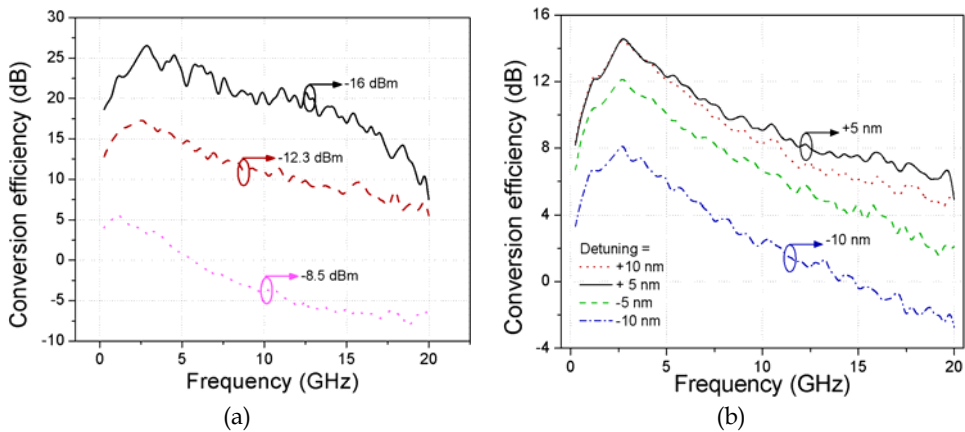 30
25
20
15
10
5
0
-5
-10
Conversion efficiency (dB)
-16 dBm
-12.3 dBm
-8.5 dBm
0
5
10
15
20
Frequency (GHz)
(a)
16
12
8
4
0
-4
Conversion efficiency (dB)
+5 nm
-10 nm
Detuning =
+10 nm
+ 5 nm
-5 nm
-10 nm
0
5
10
15
20
Frequency (GHz)
(b)